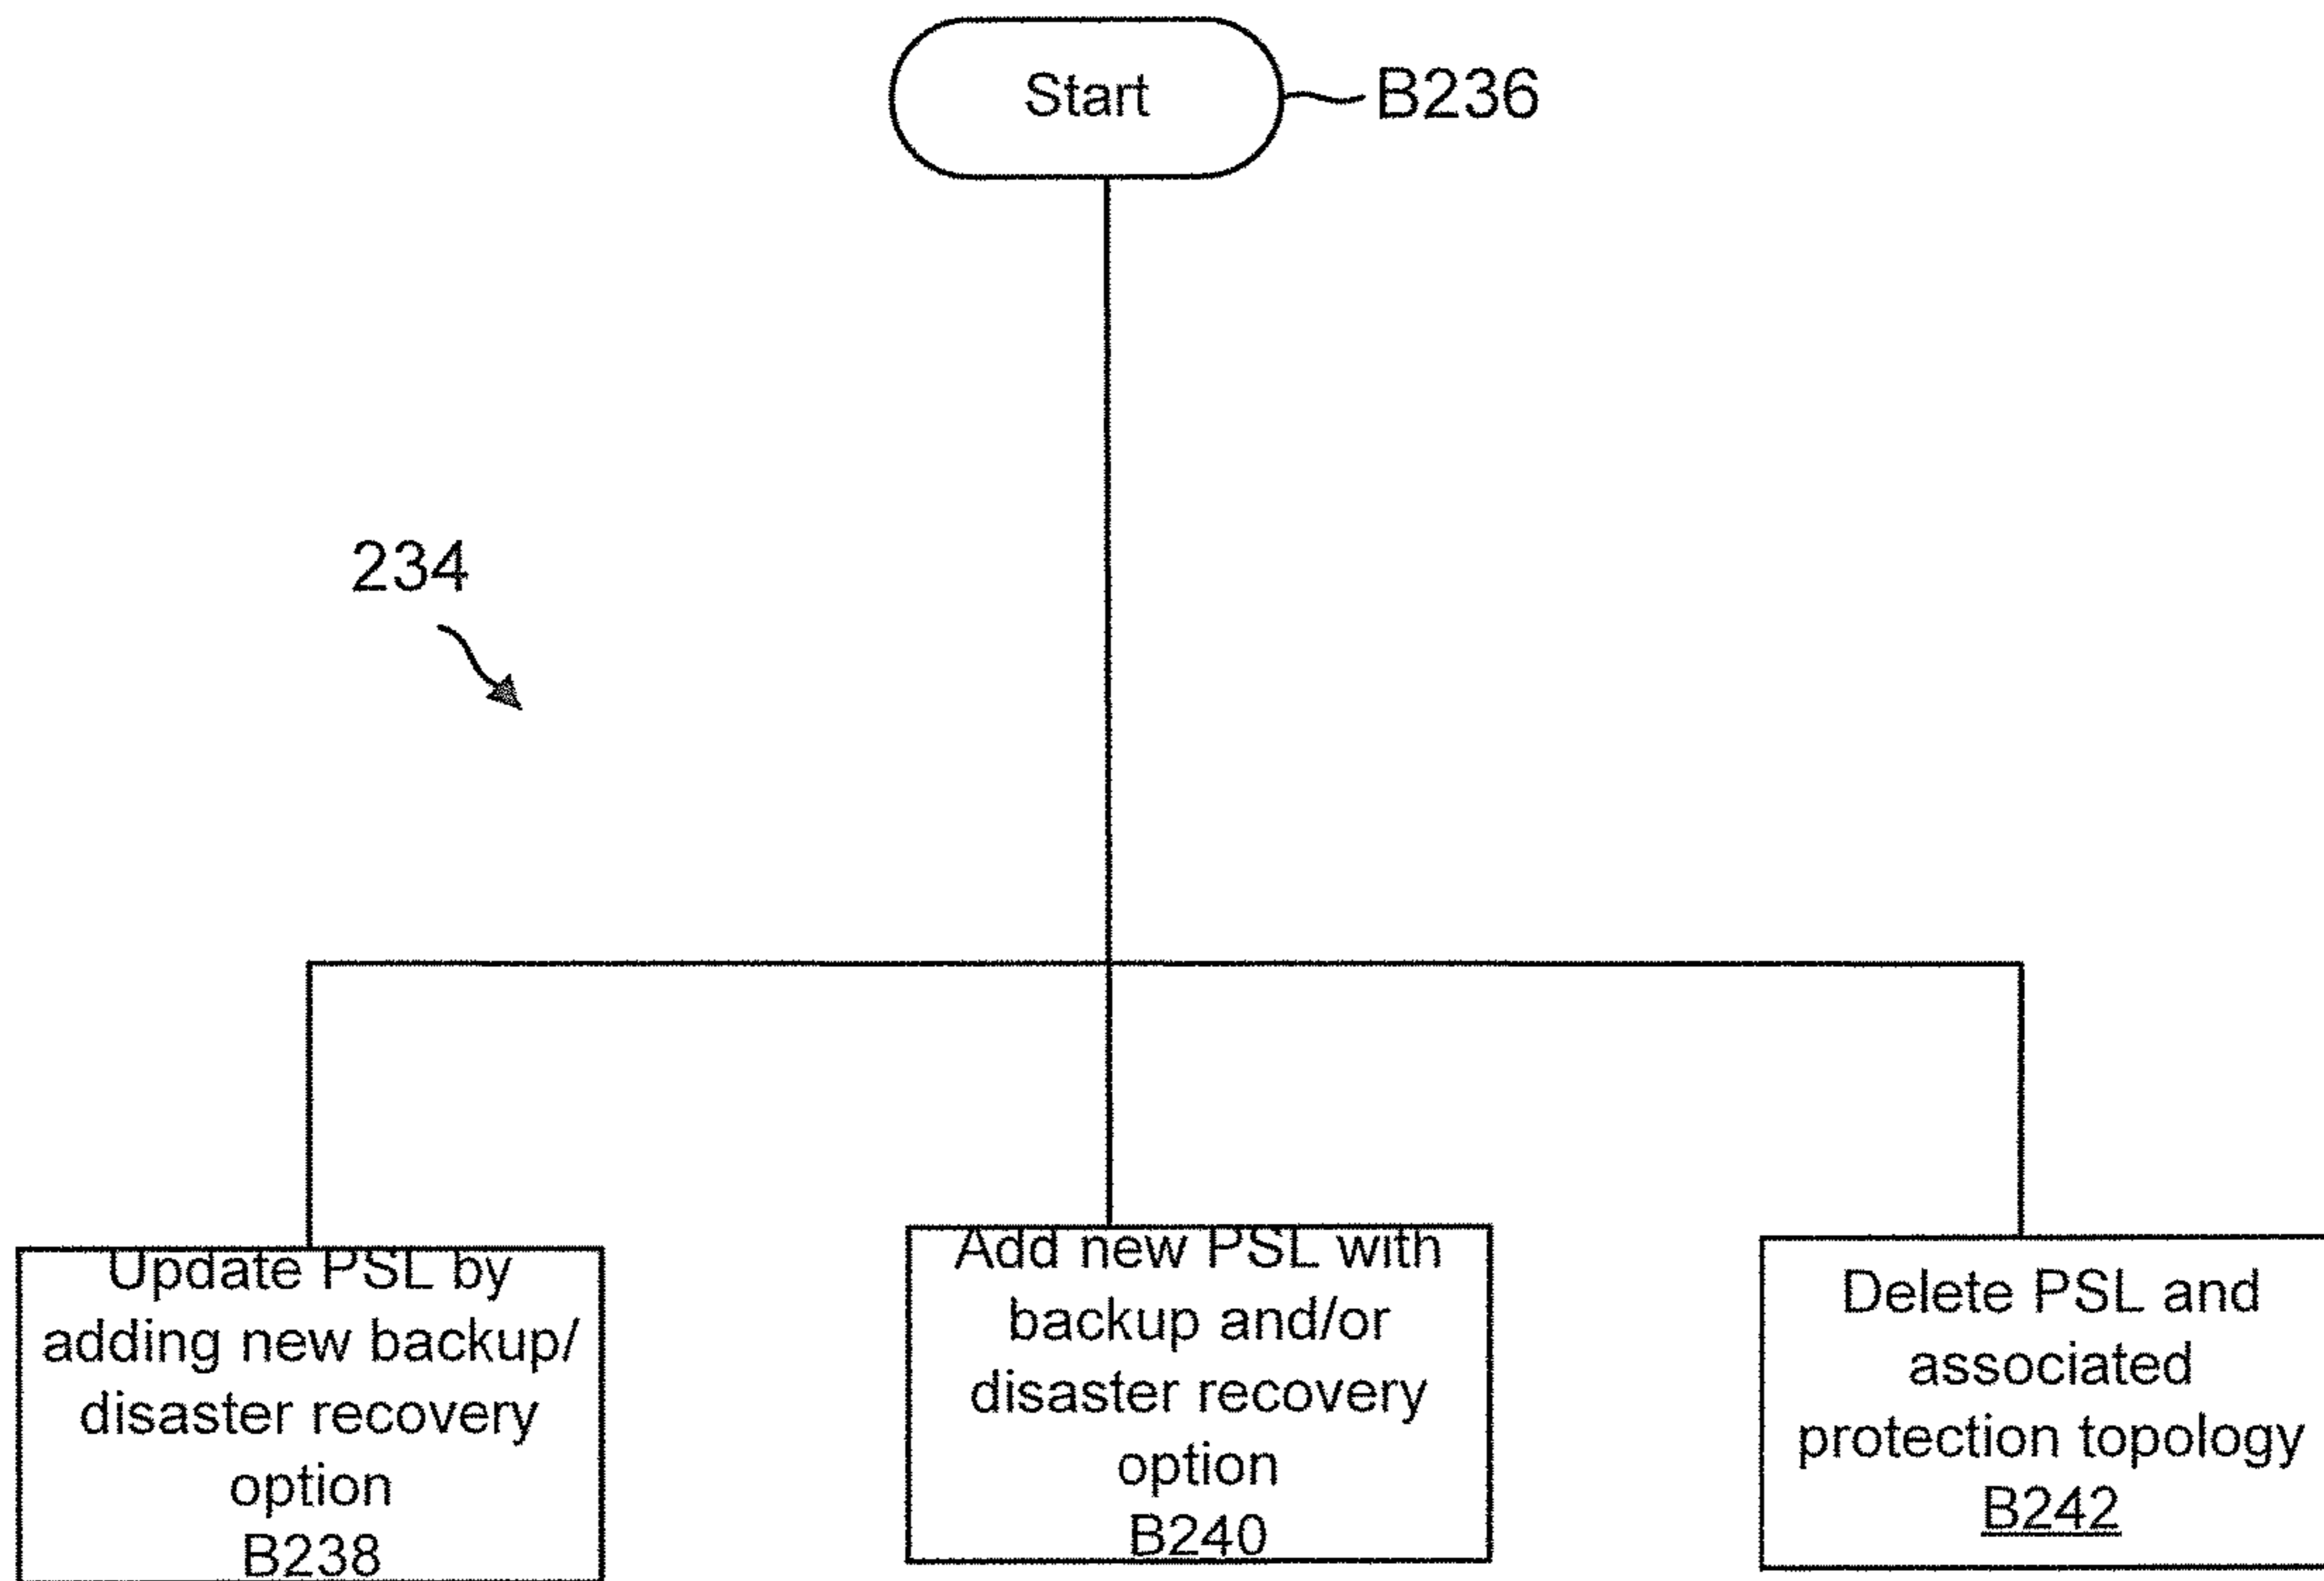 Start
B236
234
Update PSL by
adding new backup/
disaster recovery
option
B238
Add new PSL with
backup and/or
disaster recovery
option
B240
Delete PSL and
associated
protection topology
B242